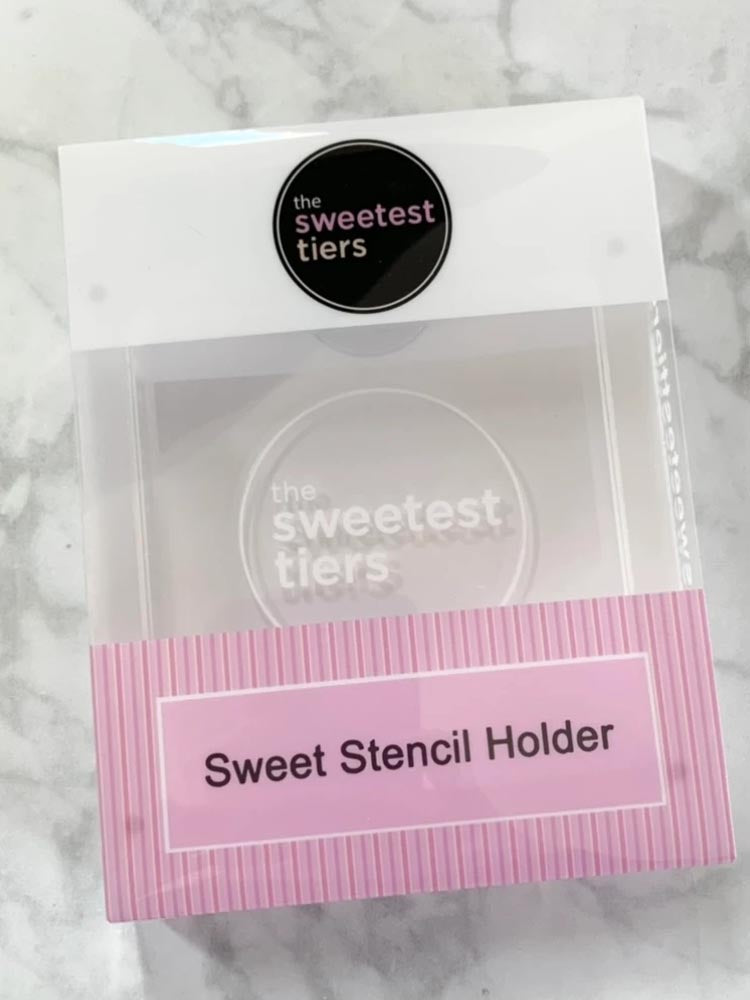 the
sweetest
tiers
the
sweetest
tiers
Sweet Stencil Holder